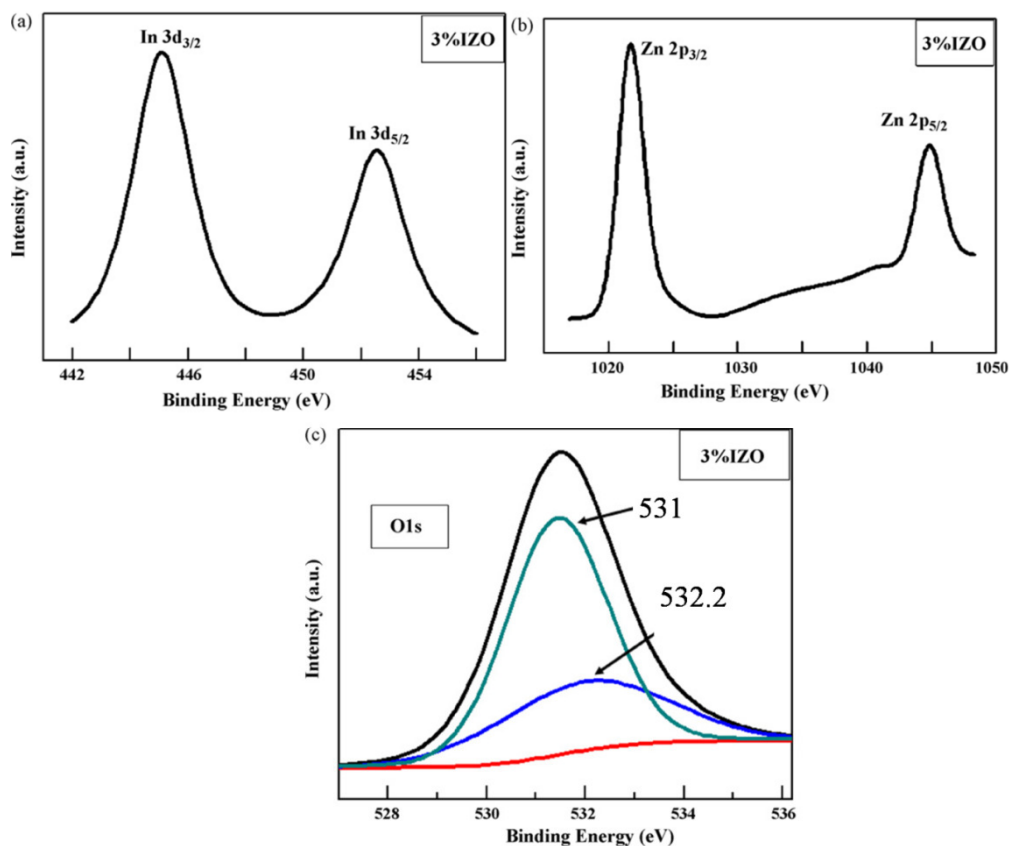 (a)
In 3d3/2
3%IZO
In 3d5/2
Intensity (a.u.)
442 446 450 454
Binding Energy (eV)
(b)
Zn 2p3/2
3%IZO
Zn 2p5/2
Intensity (a.u.)
1020 1030 1040 1050
Binding Energy (eV)
(c)
3%IZO
O1s
531
532.2
Intensity (a.u.)
528 530 532 534 536
Binding Energy (eV)